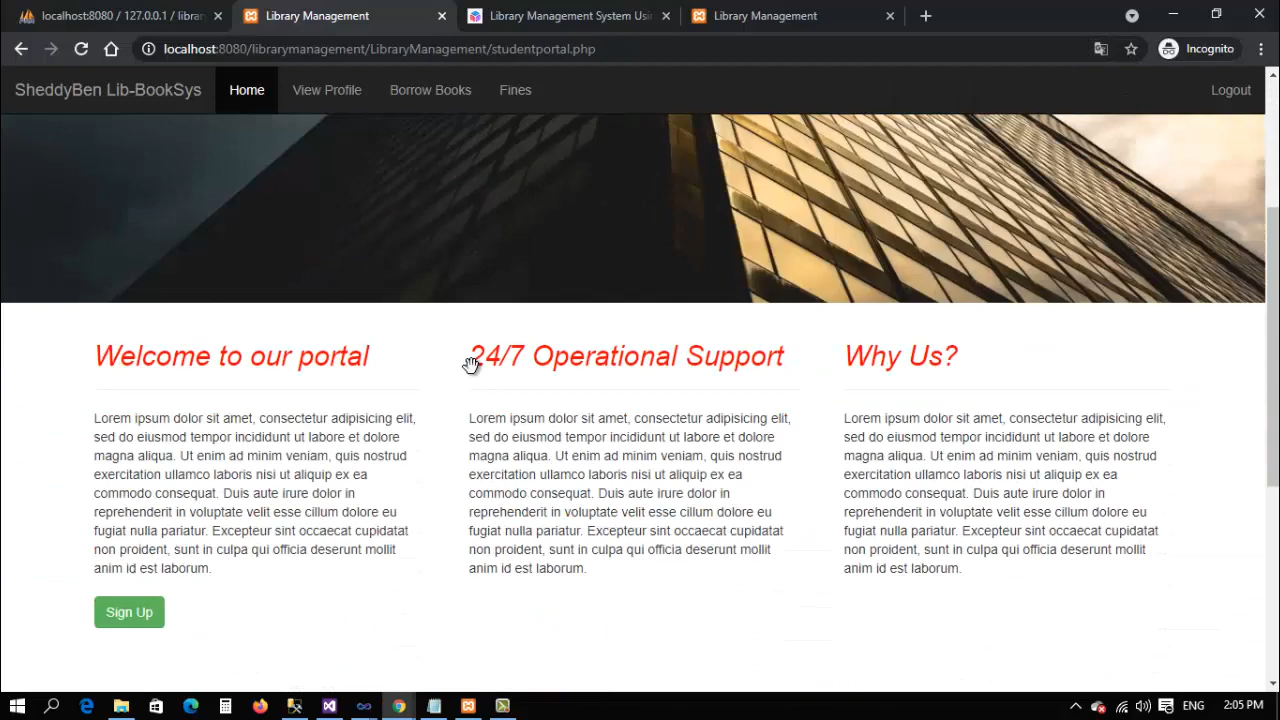 localhost:8080 / 127.0.0.1 / librar
Library Management
Library Management System Usin
Library Management
localhost:8080/librarymanagement/LibraryManagement/studentportal.php
Incognito
SheddyBen Lib-BookSys
Home
View Profile
Borrow Books
Fines
Logout
Welcome to our portal
Lorem ipsum dolor sit amet, consectetur adipisicing elit,
sed do eiusmod tempor incididunt ut labore et dolore
magna aliqua. Ut enim ad minim veniam, quis nostrud
exercitation ullamco laboris nisi ut aliquip ex ea
commodo consequat. Duis aute irure dolor in
reprehenderit in voluptate velit esse cillum dolore eu
fugiat nulla pariatur. Excepteur sint occaecat cupidatat
non proident, sunt in culpa qui officia deserunt mollit
anim id est laborum.
Sign Up
24/7 Operational Support
Lorem ipsum dolor sit amet, consectetur adipisicing elit,
sed do eiusmod tempor incididunt ut labore et dolore
magna aliqua. Ut enim ad minim veniam, quis nostrud
exercitation ullamco laboris nisi ut aliquip ex ea
commodo consequat. Duis aute irure dolor in
reprehenderit in voluptate velit esse cillum dolore eu
fugiat nulla pariatur. Excepteur sint occaecat cupidatat
non proident, sunt in culpa qui officia deserunt mollit
anim id est laborum.
Why Us?
Lorem ipsum dolor sit amet, consectetur adipisicing elit,
sed do eiusmod tempor incididunt ut labore et dolore
magna aliqua. Ut enim ad minim veniam, quis nostrud
exercitation ullamco laboris nisi ut aliquip ex ea
commodo consequat. Duis aute irure dolor in
reprehenderit in voluptate velit esse cillum dolore eu
fugiat nulla pariatur. Excepteur sint occaecat cupidatat
non proident, sunt in culpa qui officia deserunt mollit
anim id est laborum.
ENG
2:05 PM